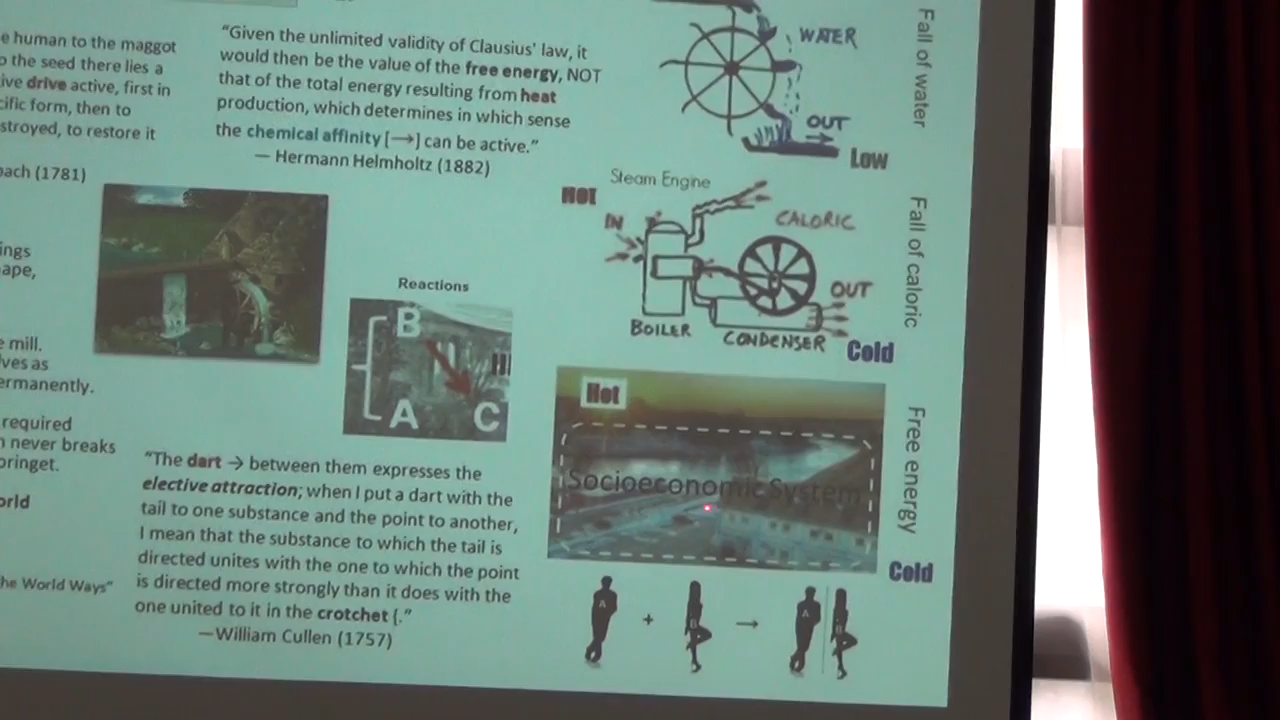 e human to the maggot
o the seed there lies a
ive drive active, first in
cific form, then to
stroyed, to restore it
bach (1781)
ings
ape,
e mill.
lves as
ermanently.
required
n never breaks
pringet.
orld
he World Ways"
"Given the unlimited validity of Clausius' law, it
would then be the value of the free energy, NOT
that of the total energy resulting from heat
production, which determines in which sense
the chemical affinity [→] can be active."
— Hermann Helmholtz (1882)
Reactions
B
A
C
"The dart → between them expresses the
elective attraction; when I put a dart with the
tail to one substance and the point to another,
I mean that the substance to which the tail is
directed unites with the one to which the point
is directed more strongly than it does with the
one united to it in the crotchet {."
—William Cullen (1757)
WATER
OUT
Low
Fall of water
Steam Engine
Hot
IN
CALORIC
OUT
BOILER
CONDENSER
Cold
Fall of caloric
Hot
Socioeconomic System
Cold
Free energy
A + B → A B